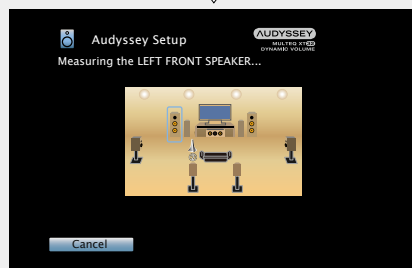 Audyssey Setup
AUDYSSEY
MULTEQ XT32
DYNAMIC VOLUME
Measuring the LEFT FRONT SPEAKER...
Cancel